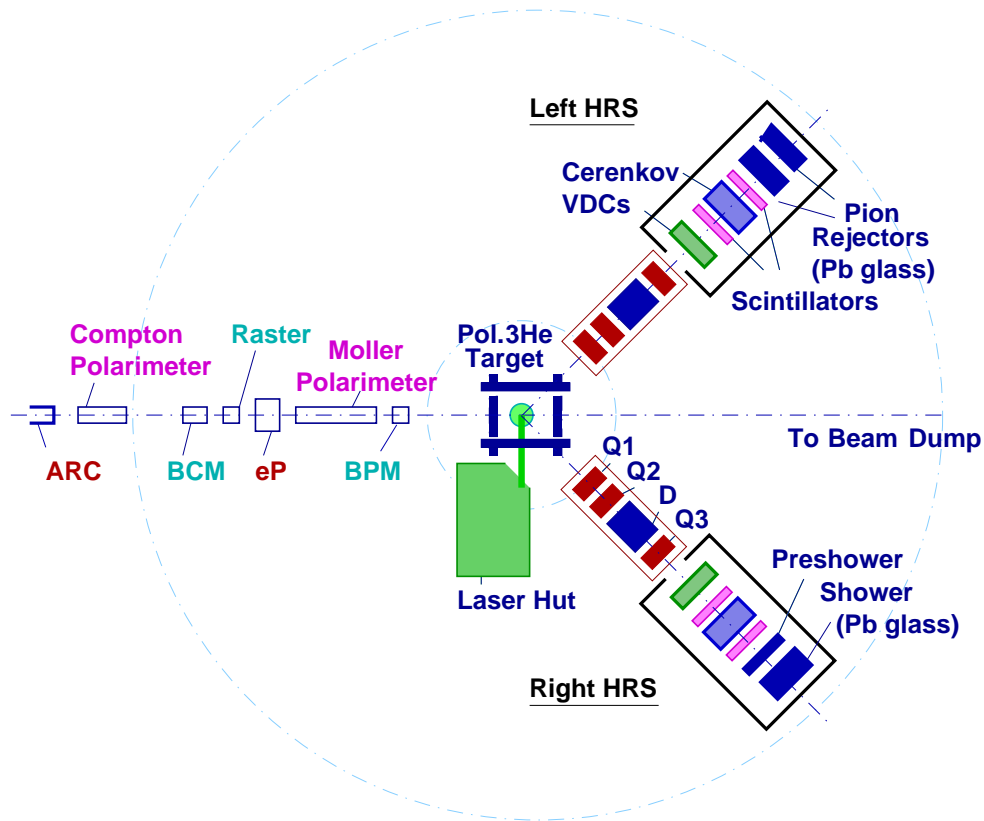 Left HRS
Cerenkov
VDCs
Pion
Rejectors
(Pb glass)
Scintillators
Compton
Polarimeter
Raster
Moller
Polarimeter
Pol.3He
Target
ARC
BCM
eP
BPM
To Beam Dump
Q1
Q2
D
Q3
Laser Hut
Preshower
Shower
(Pb glass)
Right HRS